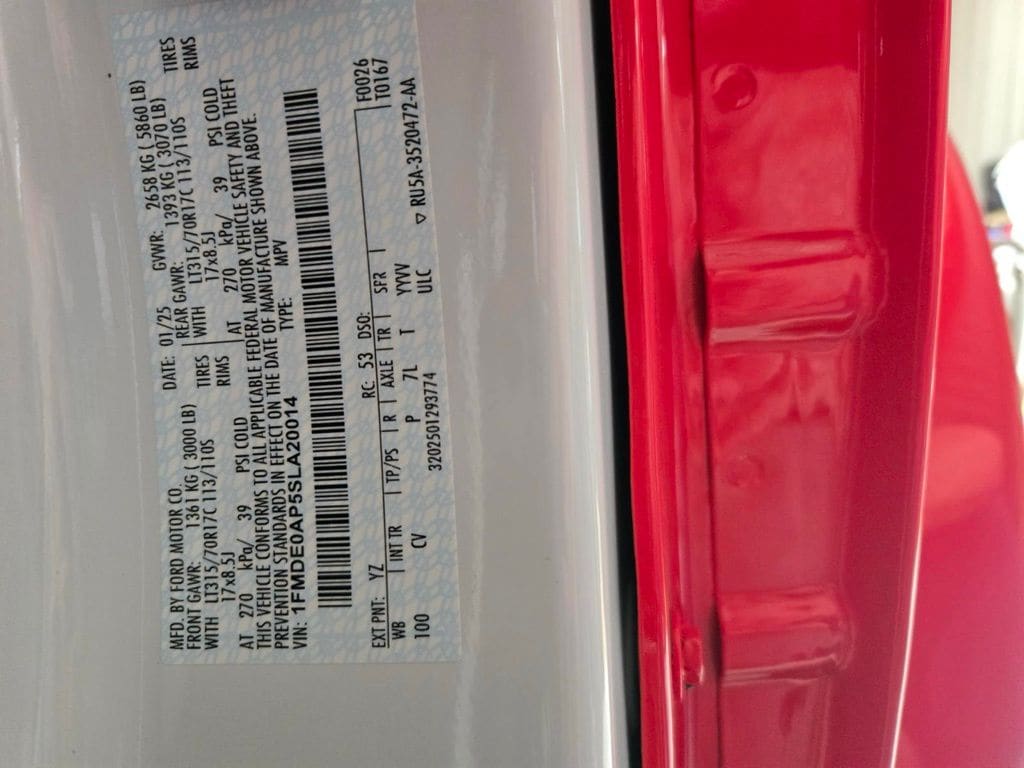 MFD. BY FORD MOTOR CO.
DATE: 01/25 GVWR: 2658 KG ( 5860 LB)
FRONT GAWR: 1361 KG ( 3000 LB)
REAR GAWR: 1393 KG ( 3070 LB)
WITH LT315/70R17C 113/110S TIRES
WITH LT315/70R17C 113/110S TIRES
17x8.5J RIMS
17x8.5J RIMS
AT 270 kPa/ 39 PSI COLD
AT 270 kPa/ 39 PSI COLD
THIS VEHICLE CONFORMS TO ALL APPLICABLE FEDERAL MOTOR VEHICLE SAFETY AND THEFT
PREVENTION STANDARDS IN EFFECT ON THE DATE OF MANUFACTURE SHOWN ABOVE.
VIN: 1FMDE0AP5SLA20014
TYPE: MPV
EXT PNT: YZ RC: 53 DSO: F0026
WB INT TR TP/PS R AXLE TR SPR T0167
100 CV P 7L T YYYV
3202501293774 ULC ▽ RU5A-3520472-AA